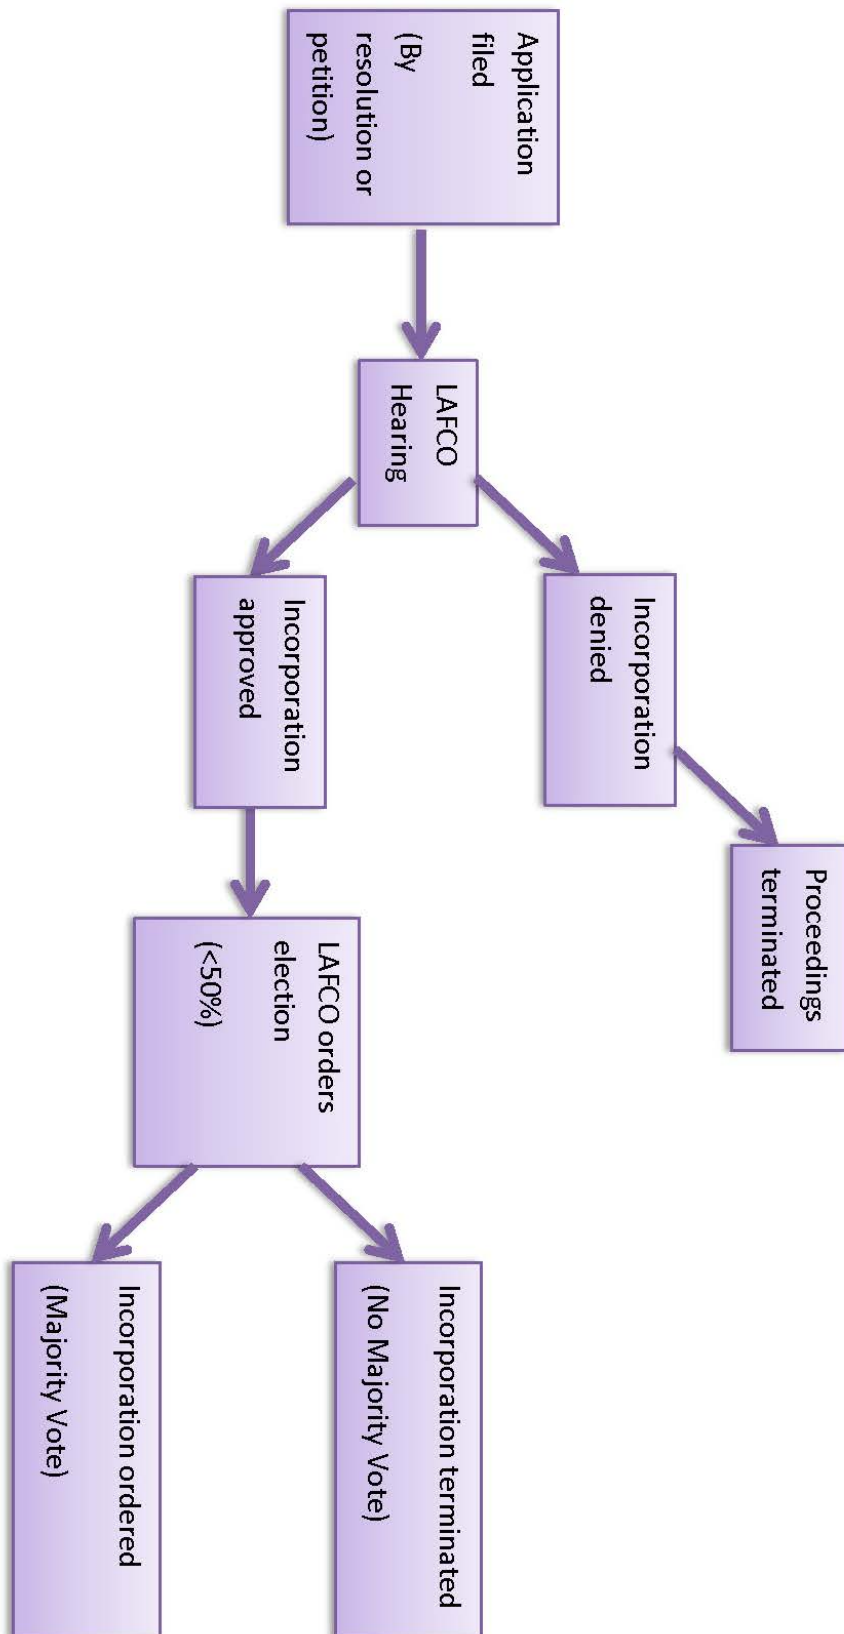 Application
filed
(By
resolution or
petition)
LAFCO
Hearing
Incorporation
denied
Proceedings
terminated
Incorporation
approved
LAFCO orders
election
(<50%)
Incorporation terminated
(No Majority Vote)
Incorporation ordered
(Majority Vote)